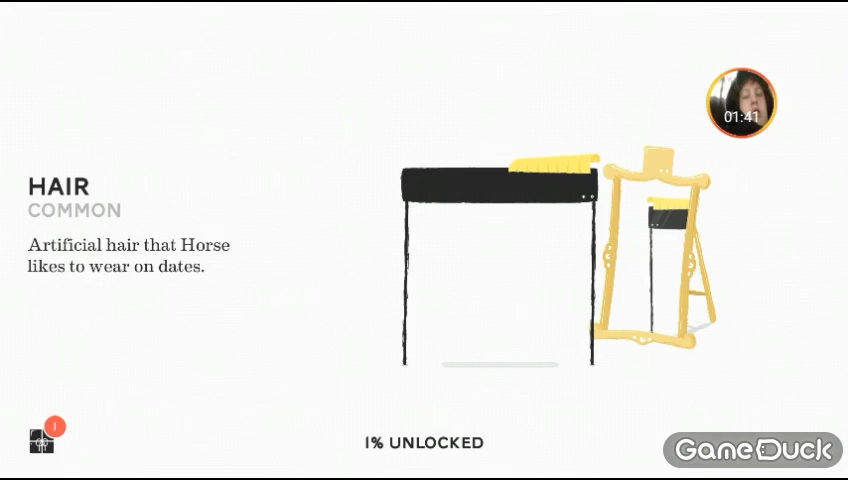 01:41
HAIR
COMMON
Artificial hair that Horse
likes to wear on dates.
!
1% UNLOCKED
GameDuck